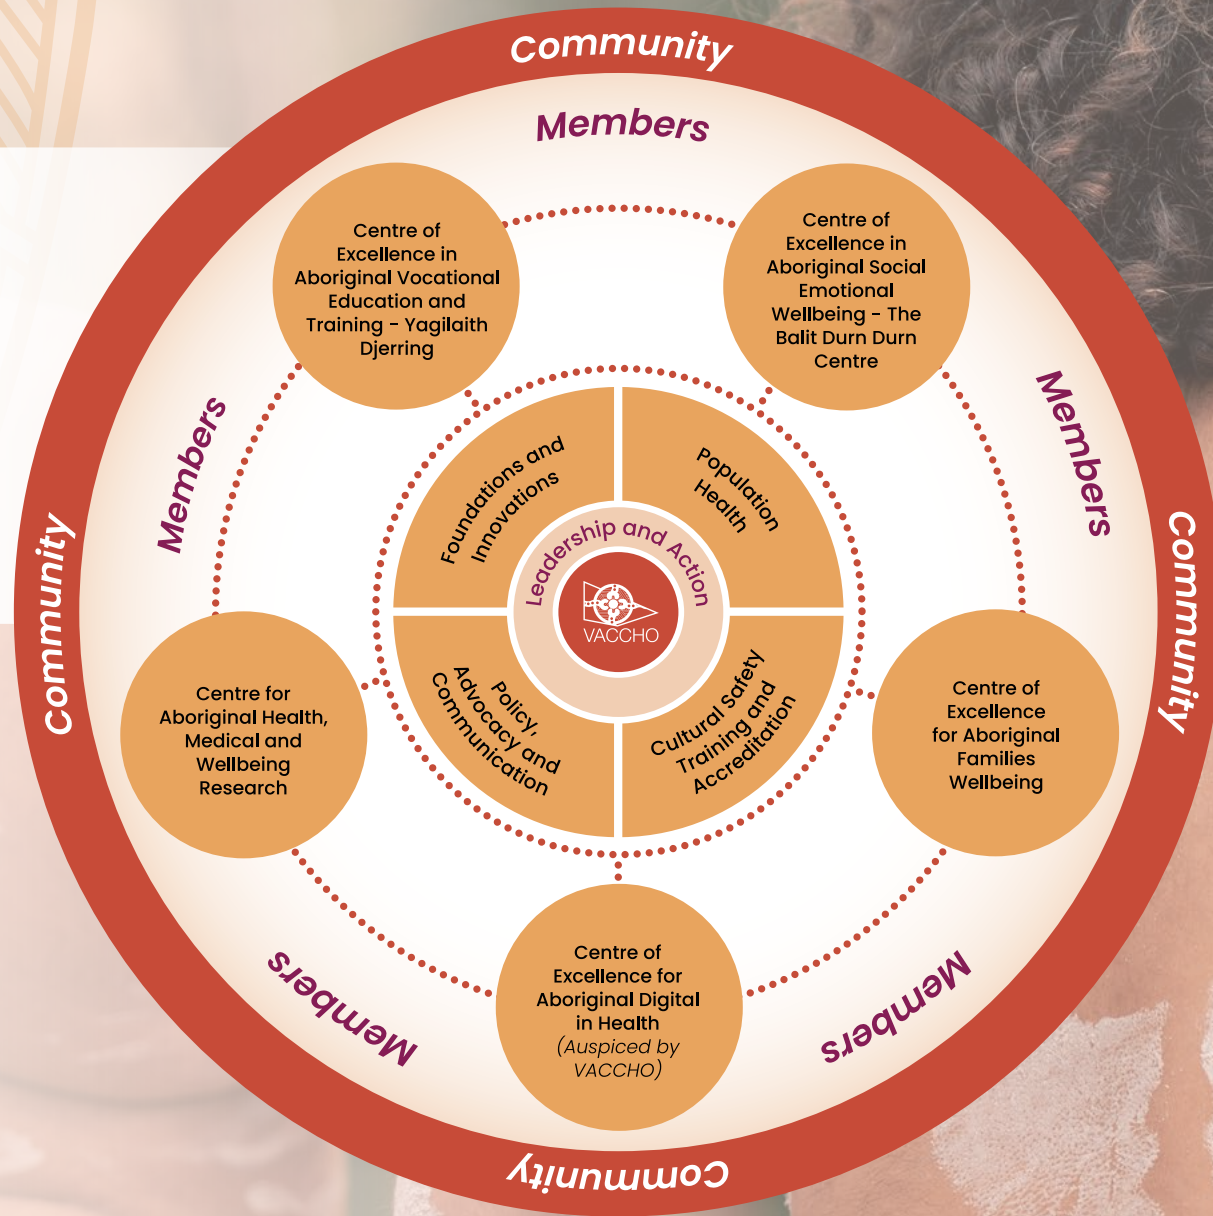 Community
Members
Centre of
Excellence in
Aboriginal Vocational
Education and
Training - Yagilaith
Djerring
Centre of
Excellence in
Aboriginal Social
Emotional
Wellbeing - The
Balit Durn Durn
Centre
Members
Members
Foundations and
Innovations
Population
Health
Leadership and Action
VACCHO
Community
Community
Policy,
Advocacy and
Communication
Cultural Safety
Training and
Accreditation
Centre for
Aboriginal Health,
Medical and
Wellbeing
Research
Centre of
Excellence
for Aboriginal
Families
Wellbeing
Members
Members
Centre of
Excellence for
Aboriginal Digital
in Health
(Auspiced by
VACCHO)
Community